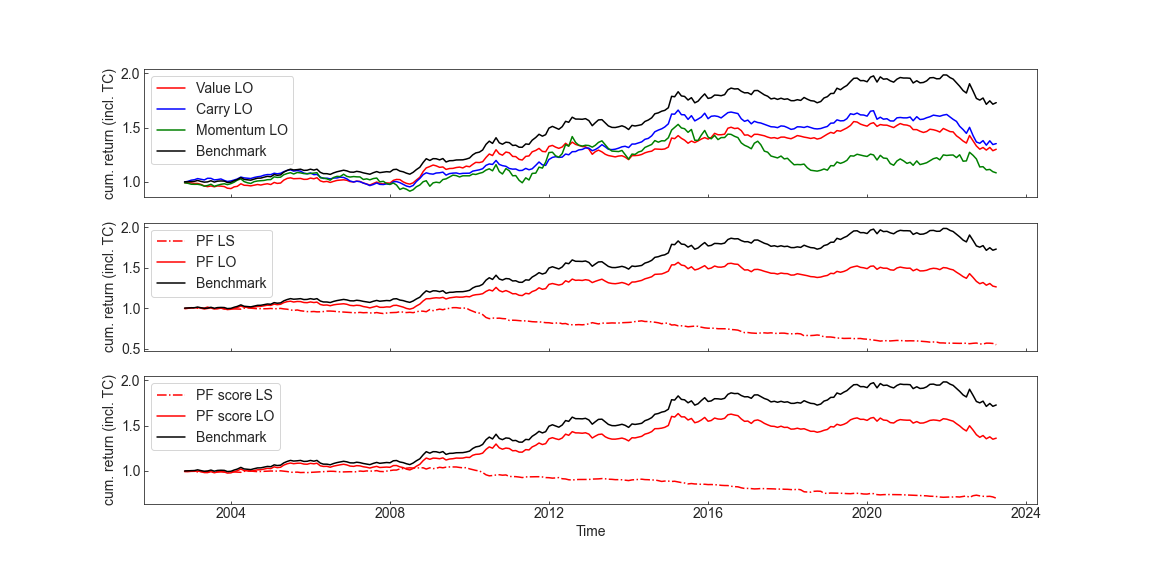 cum. return (incl. TC)
2.0
1.5
1.0
Value LO
Carry LO
Momentum LO
Benchmark
cum. return (incl. TC)
2.0
1.5
1.0
0.5
PF LS
PF LO
Benchmark
cum. return (incl. TC)
2.0
1.5
1.0
PF score LS
PF score LO
Benchmark
2004 2008 2012 2016 2020 2024
Time